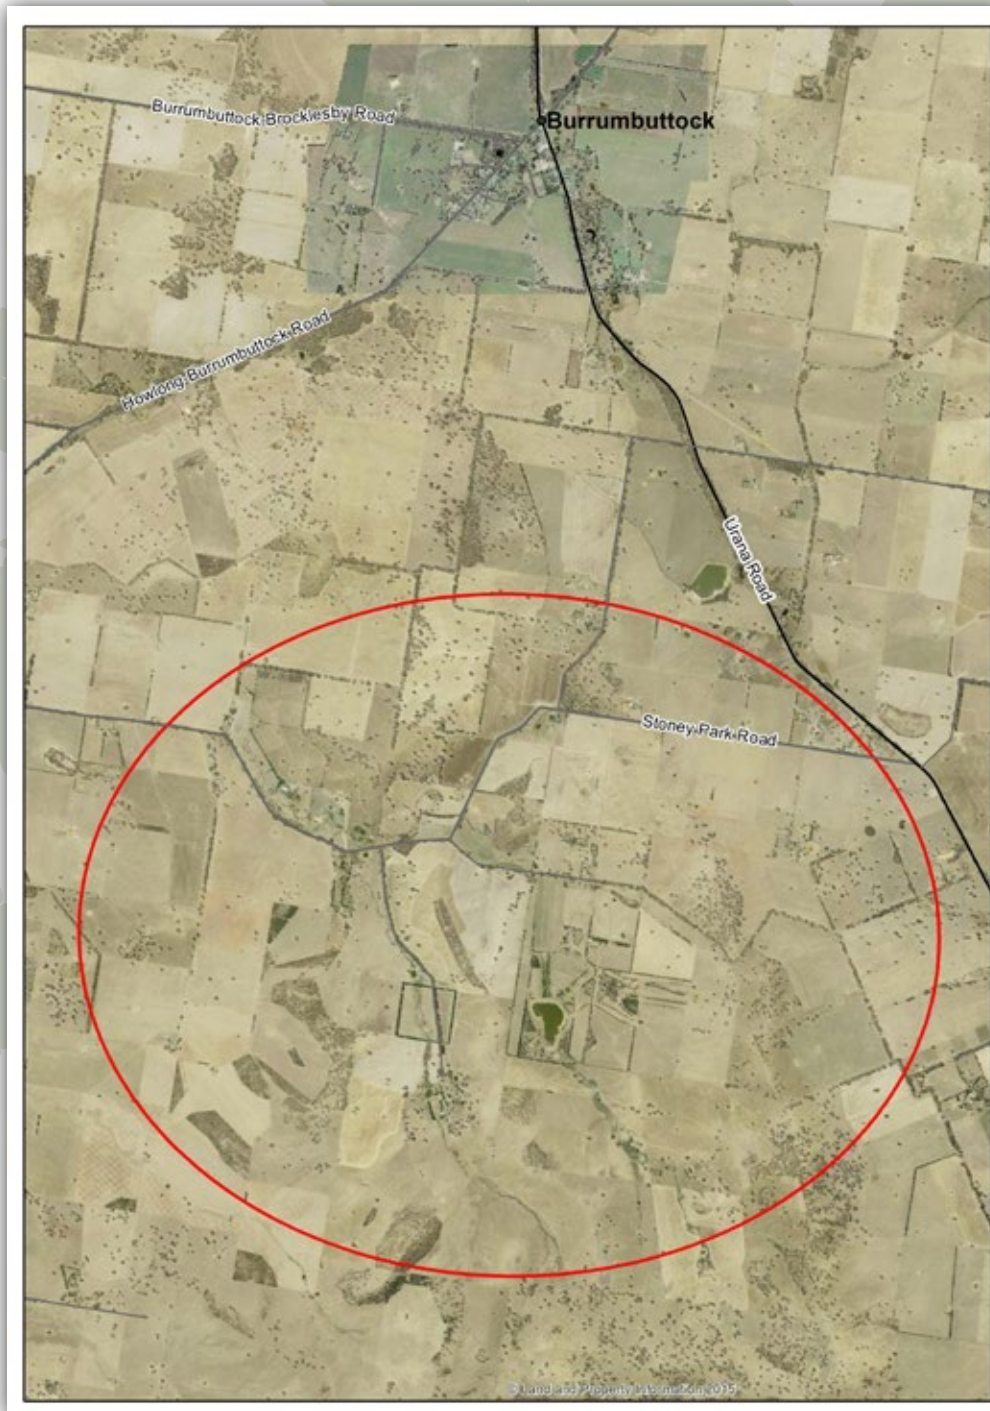 Burrumbuttock Brocklesby Road
Burrumbuttock
Howlong Burrumbuttock Road
Urana Road
Stoney Park Road
© Land and Property Information 2015